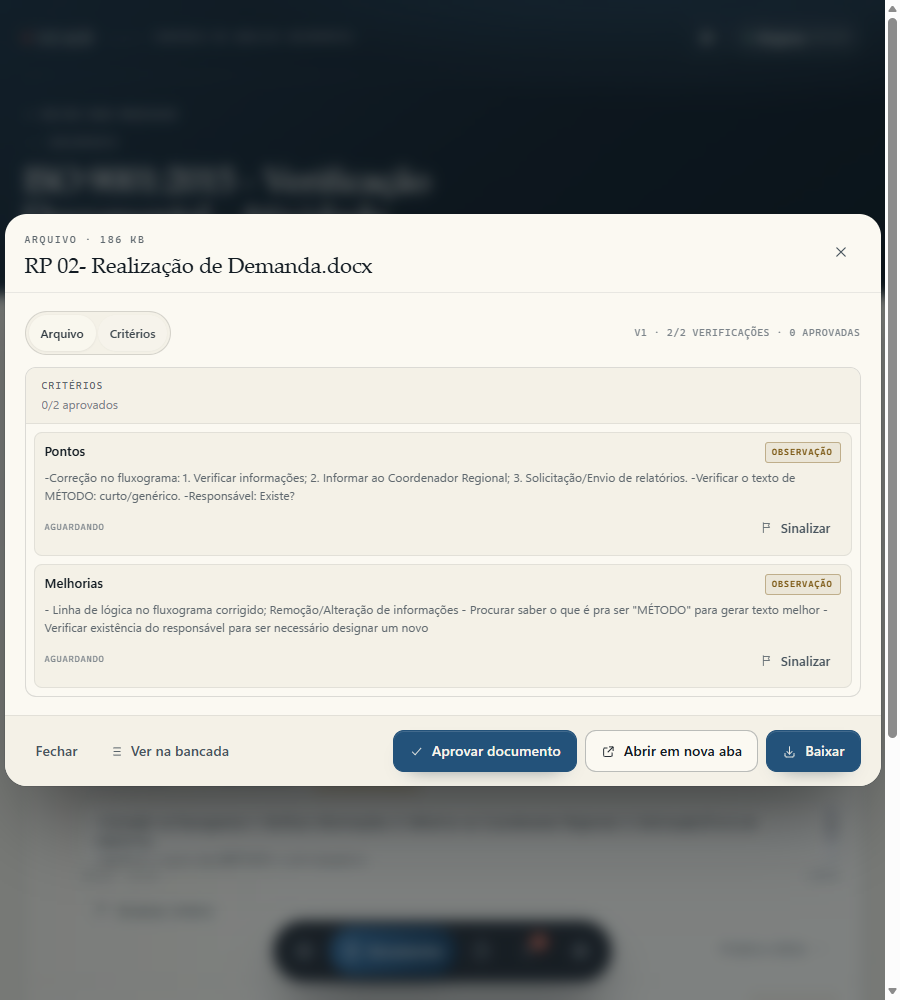 ARQUIVO · 186 KB
RP 02- Realização de Demanda.docx
Arquivo
Critérios
V1 · 2/2 VERIFICAÇÕES · 0 APROVADAS
CRITÉRIOS
0/2 aprovados
Pontos
OBSERVAÇÃO
-Correção no fluxograma: 1. Verificar informações; 2. Informar ao Coordenador Regional; 3. Solicitação/Envio de relatórios. -Verificar o texto de
MÉTODO: curto/genérico. -Responsável: Existe?
AGUARDANDO
Sinalizar
Melhorias
OBSERVAÇÃO
- Linha de lógica no fluxograma corrigido; Remoção/Alteração de informações - Procurar saber o que é pra ser "MÉTODO" para gerar texto melhor -
Verificar existência do responsável para ser necessário designar um novo
AGUARDANDO
Sinalizar
Fechar
Ver na bancada
Aprovar documento
Abrir em nova aba
Baixar